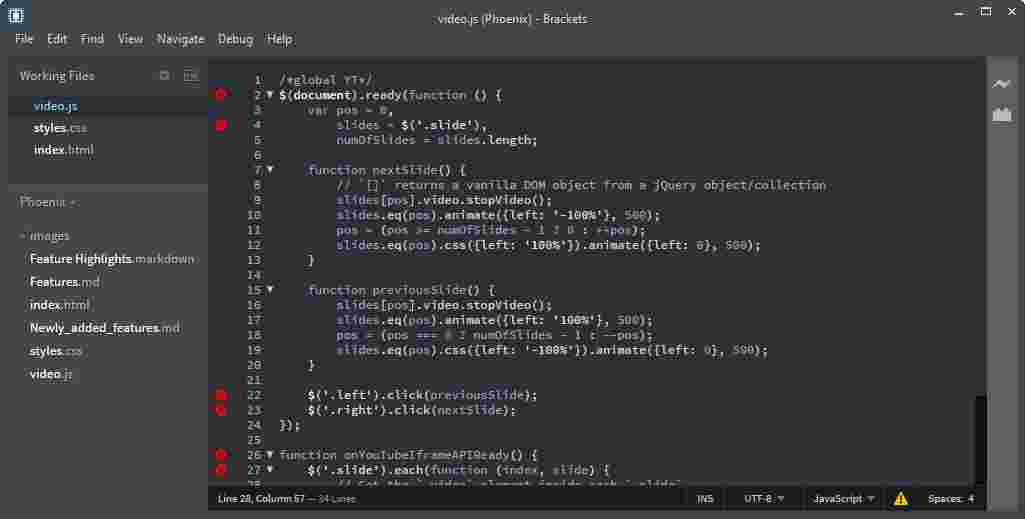 video.js (Phoenix) - Brackets
File Edit Find View Navigate Debug Help
Working Files
video.js
styles.css
index.html
Phoenix
images
Feature Highlights.markdown
Features.md
index.html
Newly_added_features.md
styles.css
video.js
1 /*global YT*/
2 $(document).ready(function () {
3 var pos = 0,
4 slides = $('.slide'),
5 numOfSlides = slides.length;
6
7 function nextSlide() {
8 // `[]` returns a vanilla DOM object from a jQuery object/collection
9 slides[pos].video.stopVideo();
10 slides.eq(pos).animate({left: '-100%'}, 500);
11 pos = (pos >= numOfSlides - 1 ? 0 : ++pos);
12 slides.eq(pos).css({left: '100%'}).animate({left: 0}, 500);
13 }
14
15 function previousSlide() {
16 slides[pos].video.stopVideo();
17 slides.eq(pos).animate({left: '100%'}, 500);
18 pos = (pos === 0 ? numOfSlides - 1 : --pos);
19 slides.eq(pos).css({left: '-100%'}).animate({left: 0}, 500);
20 }
21
22 $('.left').click(previousSlide);
23 $('.right').click(nextSlide);
24 });
25
26 function onYouTubeIframeAPIReady() {
27 $('.slide').each(function (index, slide) {
Line 28, Column 57 — 34 Lines INS UTF-8 JavaScript Spaces: 4